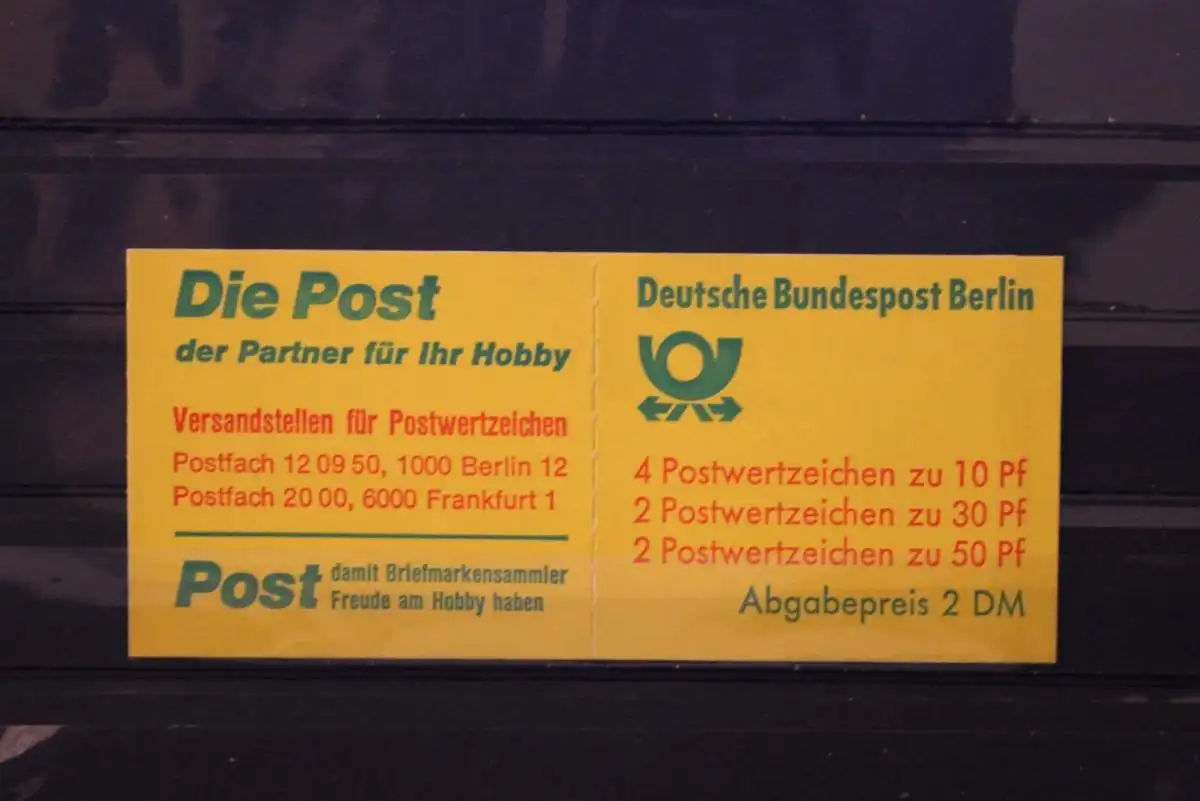 Die Post
der Partner für Ihr Hobby
Versandstellen für Postwertzeichen
Postfach 12 09 50, 1000 Berlin 12
Postfach 20 00, 6000 Frankfurt 1
Post damit Briefmarkensammler
Freude am Hobby haben
Deutsche Bundespost Berlin
4 Postwertzeichen zu 10 Pf
2 Postwertzeichen zu 30 Pf
2 Postwertzeichen zu 50 Pf
Abgabepreis 2 DM